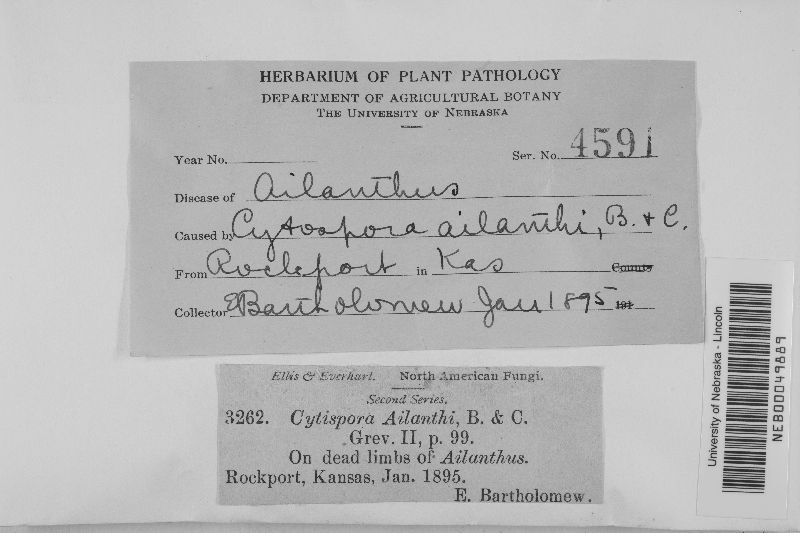 HERBARIUM OF PLANT PATHOLOGY
DEPARTMENT OF AGRICULTURAL BOTANY
THE UNIVERSITY OF NEBRASKA
Year No.
Ser. No. 4591
Disease of Ailanthus
Caused by Cytospora ailanthi, B. & C.
From Rockport in Kas County
Collector E Bartholomew Jan 1895 191
Ellis & Everhart. North American Fungi.
Second Series.
3262. Cytispora Ailanthi, B. & C.
Grev. II, p. 99.
On dead limbs of Ailanthus.
Rockport, Kansas, Jan. 1895.
E. Bartholomew.
University of Nebraska - Lincoln
NEB00049889